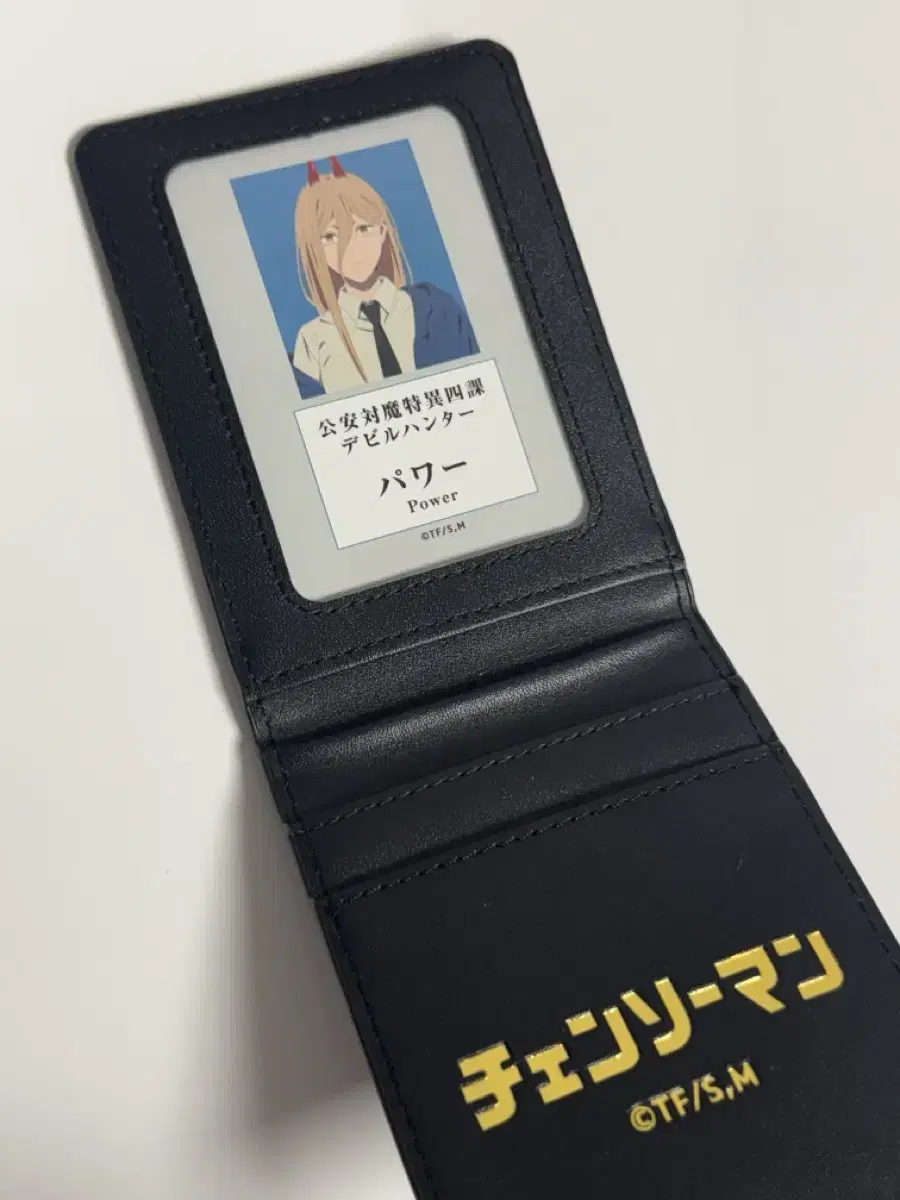 公安対魔特異四課
デビルハンター
パワー
Power
©TF/S,M
チェンソーマン
©TF/S,M